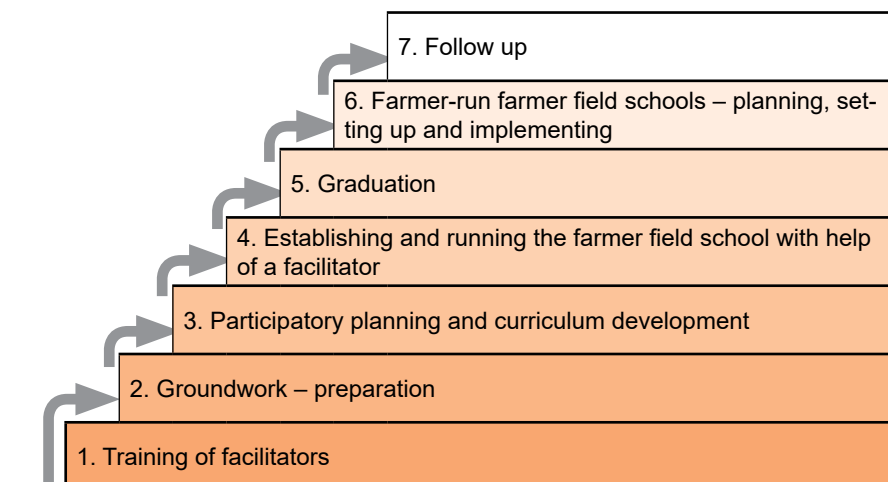 7. Follow up
6. Farmer-run farmer field schools – planning, set-
ting up and implementing
5. Graduation
4. Establishing and running the farmer field school with help
of a facilitator
3. Participatory planning and curriculum development
2. Groundwork – preparation
1. Training of facilitators